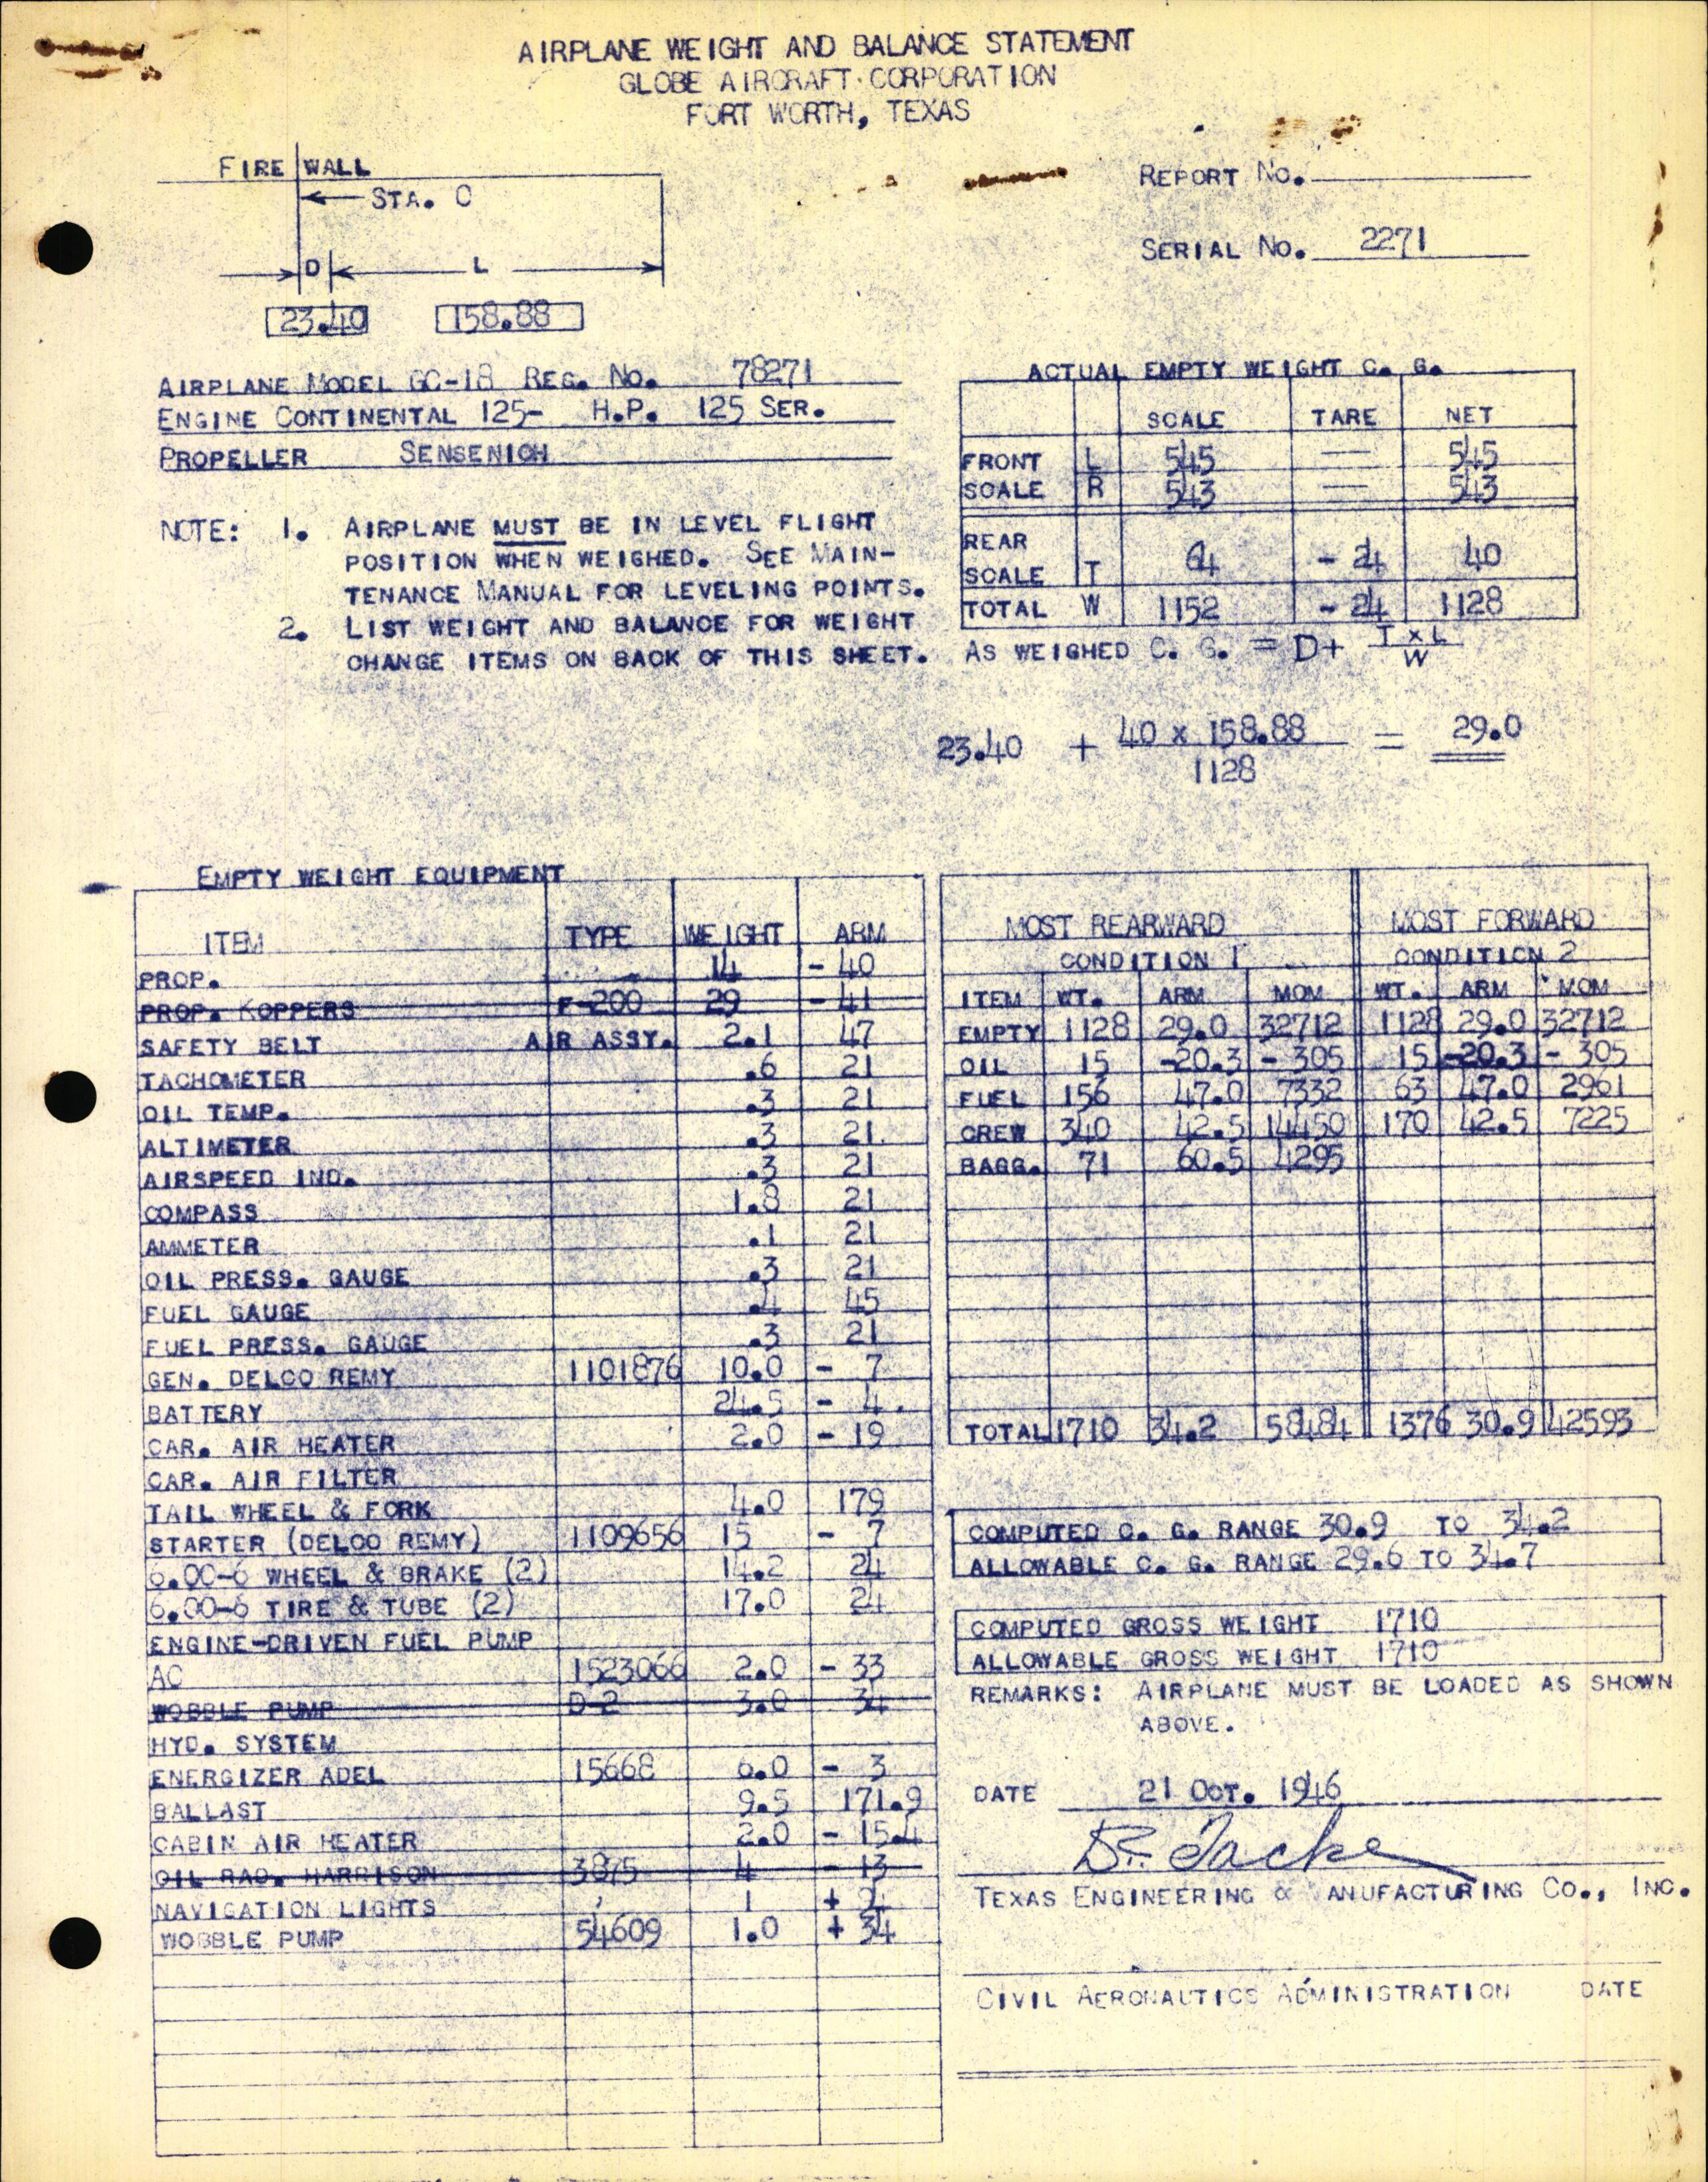 AIRPLANE WEIGHT AND BALANCE STATEMENT
GLOBE AIRCRAFT CORPORATION
FORT WORTH, TEXAS
FIRE WALL
STA. 0
D L
23.40 158.88
REPORT NO.
SERIAL NO. 2271
AIRPLANE MODEL GC-1B REG. NO. 78271
ENGINE CONTINENTAL 125- H.P. 125 SER.
PROPELLER SENSENICH
NOTE: 1. AIRPLANE MUST BE IN LEVEL FLIGHT
POSITION WHEN WEIGHED. SEE MAIN-
TENANCE MANUAL FOR LEVELING POINTS.
2. LIST WEIGHT AND BALANCE FOR WEIGHT
CHANGE ITEMS ON BACK OF THIS SHEET.
ACTUAL EMPTY WEIGHT C. G.
SCALE TARE NET
FRONT L 545 — 545
SCALE R 543 — 543
REAR
SCALE T 64 - 24 40
TOTAL W 1152 - 24 1128
AS WEIGHED C. G. = D+ T x L
W
23.40 + 40 x 158.88 = 29.0
1128
EMPTY WEIGHT EQUIPMENT
ITEM TYPE WEIGHT ARM
PROP. 14 - 40
PROP. KOPPERS F-200 29 - 41
SAFETY BELT AIR ASSY. 2.1 47
TACHOMETER .6 21
OIL TEMP. .3 21
ALTIMETER .3 21
AIRSPEED IND. .3 21
COMPASS 1.8 21
AMMETER .1 21
OIL PRESS. GAUGE .3 21
FUEL GAUGE .4 45
FUEL PRESS. GAUGE .3 21
GEN. DELCO REMY 1101876 10.0 - 7
BATTERY 24.5 - 4
CAR. AIR HEATER 2.0 - 19
CAR. AIR FILTER
TAIL WHEEL & FORK 4.0 179
STARTER (DELCO REMY) 1109656 15 - 7
6.00-6 WHEEL & BRAKE (2) 14.2 24
6.00-6 TIRE & TUBE (2) 17.0 24
ENGINE-DRIVEN FUEL PUMP
AC 1523066 2.0 - 33
WOBBLE PUMP D-2 3.0 34
HYD. SYSTEM
ENERGIZER ADEL 15668 6.0 - 3
BALLAST 9.5 171.9
CABIN AIR HEATER 2.0 - 15.4
OIL RAD. HARRISON 3875 4 - 13
NAVIGATION LIGHTS 1 +
WOBBLE PUMP 54609 1.0 + 34
MOST REARWARD MOST FORWARD
CONDITION 1 CONDITION 2
ITEM WT. ARM MOM WT. ARM MOM
EMPTY 1128 29.0 32712 1128 29.0 32712
OIL 15 -20.3 - 305 15 -20.3 - 305
FUEL 156 47.0 7332 63 47.0 2961
CREW 340 42.5 14450 170 42.5 7225
BAGG. 71 60.5 4295
TOTAL 1710 34.2 58484 1376 30.9 42593
COMPUTED C. G. RANGE 30.9 TO 34.2
ALLOWABLE C. G. RANGE 29.6 TO 34.7
COMPUTED GROSS WEIGHT 1710
ALLOWABLE GROSS WEIGHT 1710
REMARKS: AIRPLANE MUST BE LOADED AS SHOWN
ABOVE.
DATE 21 OCT. 1946
TEXAS ENGINEERING & MANUFACTURING CO., INC.
CIVIL AERONAUTICS ADMINISTRATION DATE